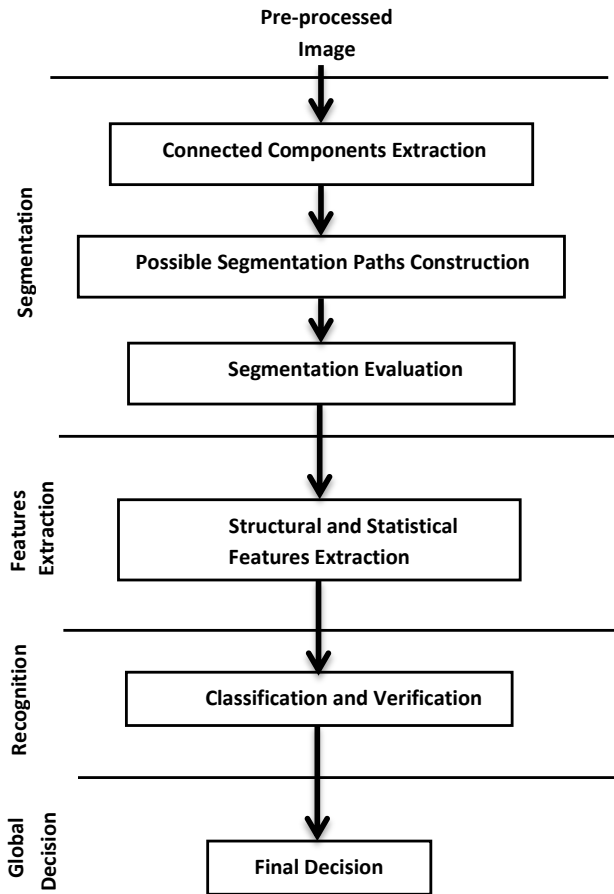 Pre-processed
Image
Segmentation
Connected Components Extraction
Possible Segmentation Paths Construction
Segmentation Evaluation
Features
Extraction
Structural and Statistical
Features Extraction
Recognition
Classification and Verification
Global
Decision
Final Decision